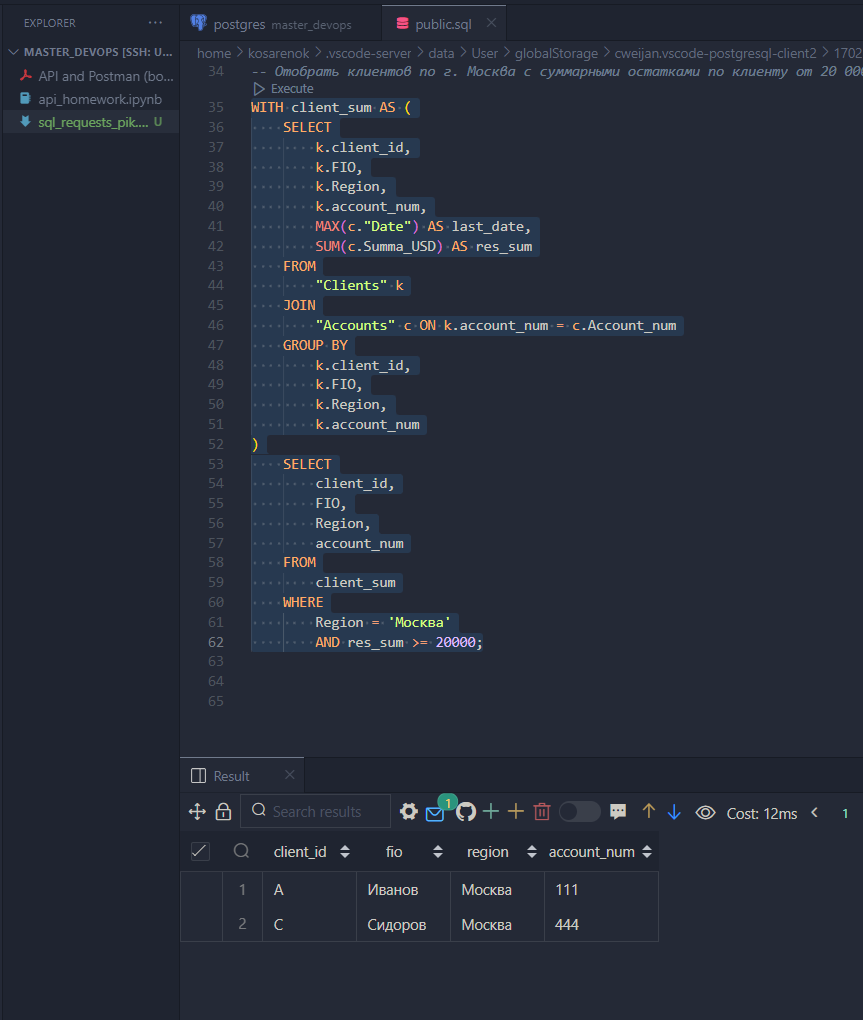 EXPLORER ...
postgres master_devops
public.sql
MASTER_DEVOPS [SSH: U...
home > kosarenok > .vscode-server > data > User > globalStorage > cweijan.vscode-postgresql-client2 > 1702
API and Postman (bo...
api_homework.ipynb
sql_requests_pik.... U
34 -- Отобрать клиентов по г. Москва с суммарными остатками по клиенту от 20 000
Execute
35 WITH client_sum AS (
36 SELECT
37 k.client_id,
38 k.FIO,
39 k.Region,
40 k.account_num,
41 MAX(c."Date") AS last_date,
42 SUM(c.Summa_USD) AS res_sum
43 FROM
44 "Clients" k
45 JOIN
46 "Accounts" c ON k.account_num = c.Account_num
47 GROUP BY
48 k.client_id,
49 k.FIO,
50 k.Region,
51 k.account_num
52 )
53 SELECT
54 client_id,
55 FIO,
56 Region,
57 account_num
58 FROM
59 client_sum
60 WHERE
61 Region = 'Москва'
62 AND res_sum >= 20000;
63
64
65
Result
Search results
1
Cost: 12ms < 1
client_id fio region account_num
1 A Иванов Москва 111
2 C Сидоров Москва 444